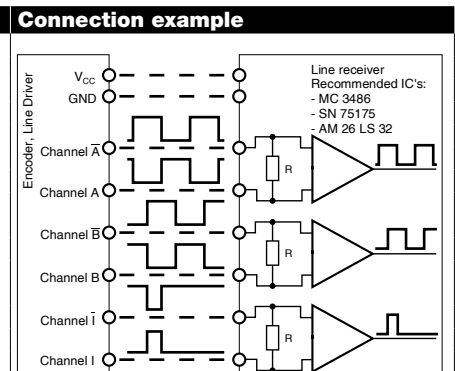 Connection example
Encoder, Line Driver
V_CC
GND
Channel A̅
Channel A
Channel B̅
Channel B
Channel I̅
Channel I
Line receiver
Recommended IC's:
- MC 3486
- SN 75175
- AM 26 LS 32
R
R
R